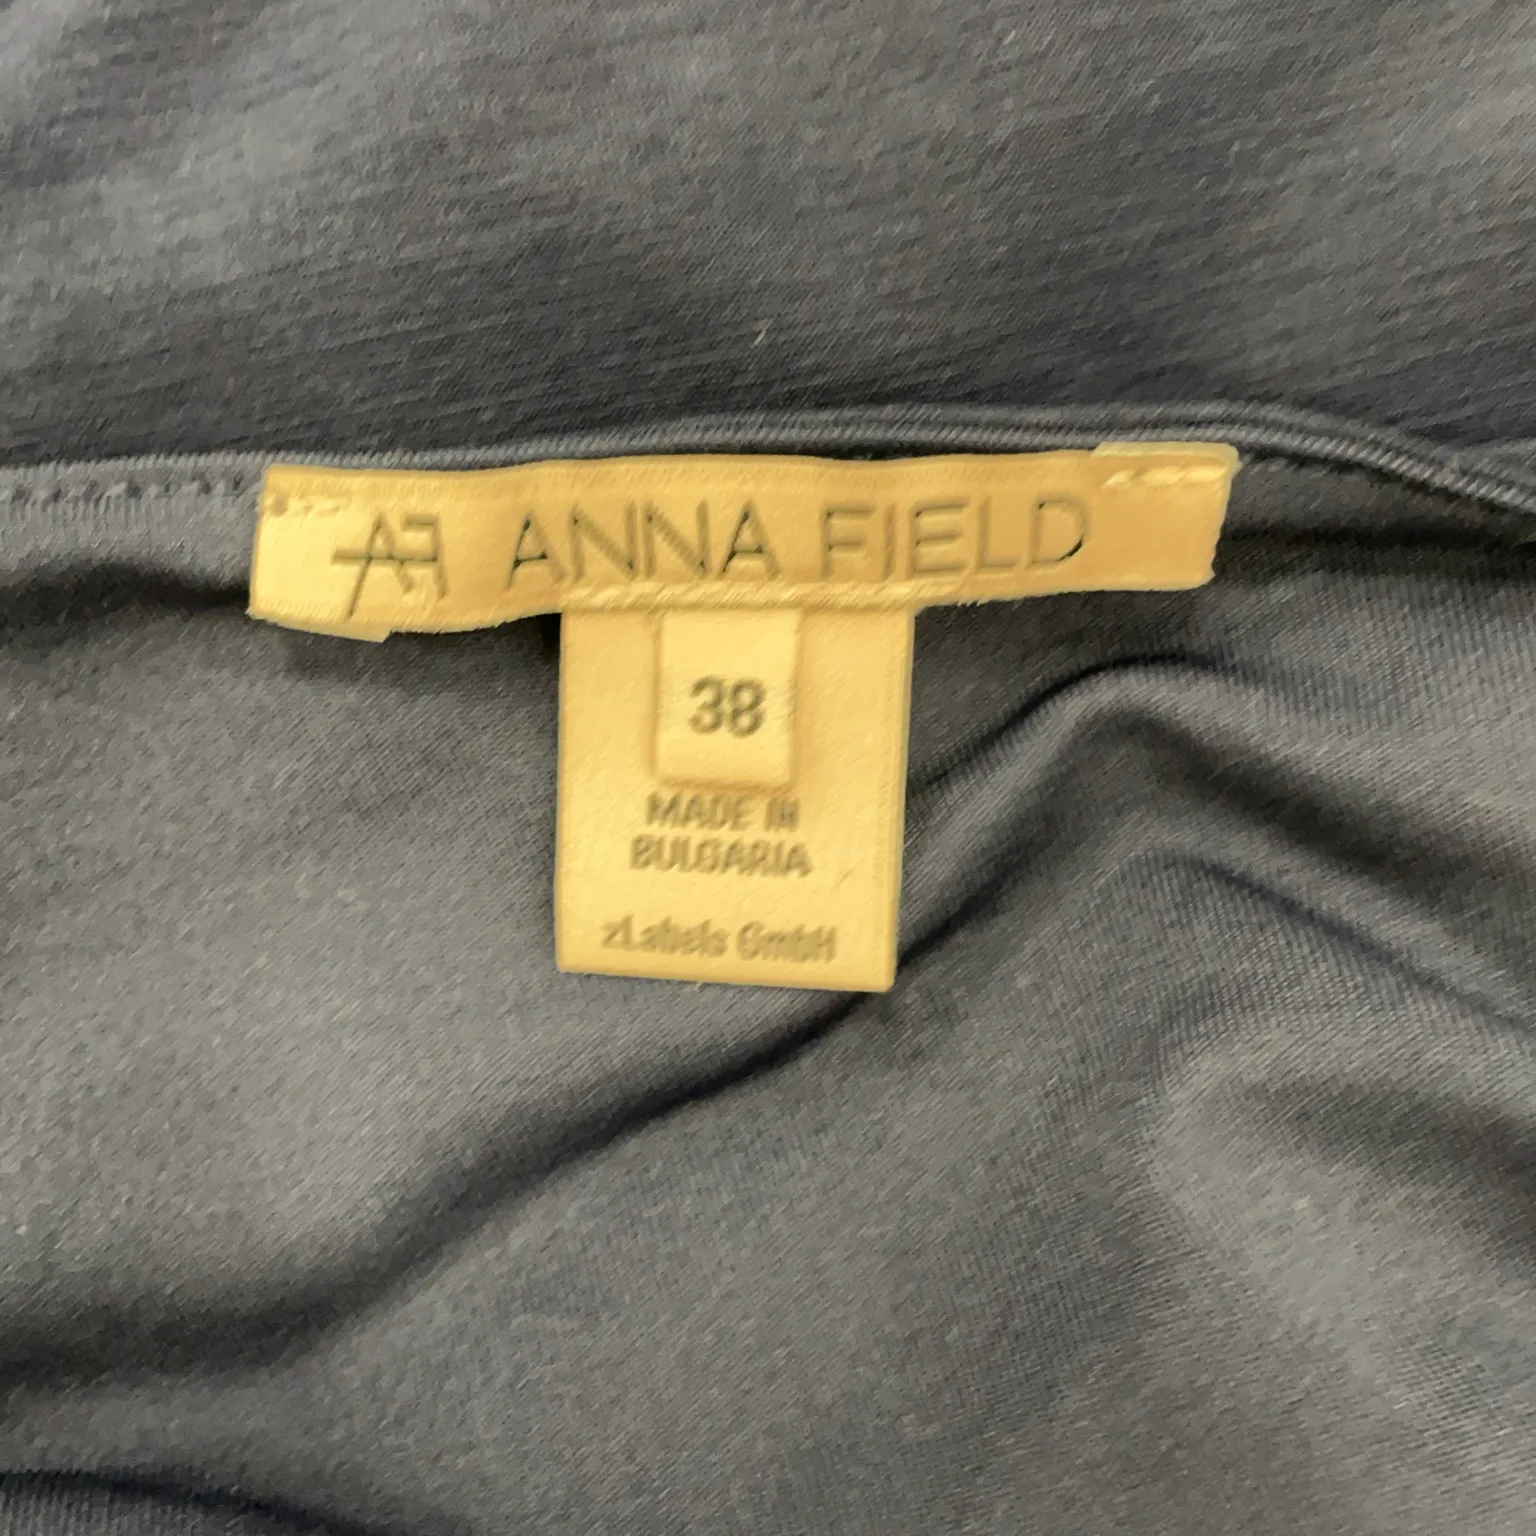 AF ANNA FIELD
38
MADE IN
BULGARIA
zLabels GmbH